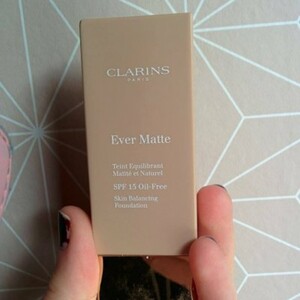 CLARINS
PARIS
Ever Matte
Teint Equilibrant
Matité et Naturel
SPF 15 Oil-Free
Skin Balancing
Foundation